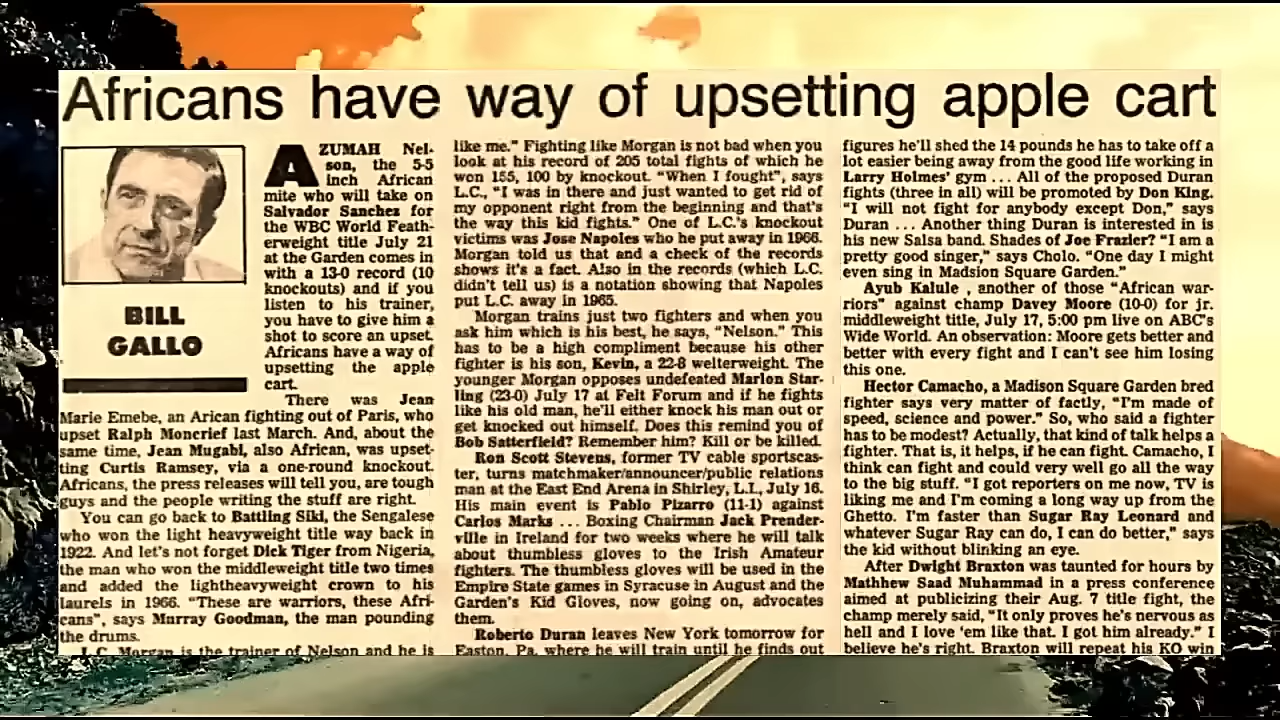 Africans have way of upsetting apple cart
BILL
GALLO
AZUMAH Nel-
son, the 5-5
inch African
mite who will take on
Salvador Sanchez for
the WBC World Feath-
erweight title July 21
at the Garden comes in
with a 13-0 record (10
knockouts) and if you
listen to his trainer,
you have to give him a
shot to score an upset.
Africans have a way of
upsetting the apple
cart.
There was Jean
Marie Emebe, an Arican fighting out of Paris, who
upset Ralph Moncrief last March. And, about the
same time, Jean Mugabi, also African, was upset-
ting Curtis Ramsey, via a one-round knockout.
Africans, the press releases will tell you, are tough
guys and the people writing the stuff are right.
You can go back to Battling Siki, the Sengalese
who won the light heavyweight title way back in
1922. And let's not forget Dick Tiger from Nigeria,
the man who won the middleweight title two times
and added the lightheavyweight crown to his
laurels in 1966. "These are warriors, these Afri-
cans", says Murray Goodman, the man pounding
the drums.
L.C. Morgan is the trainer of Nelson and he is
like me." Fighting like Morgan is not bad when you
look at his record of 205 total fights of which he
won 155, 100 by knockout. "When I fought", says
L.C., "I was in there and just wanted to get rid of
my opponent right from the beginning and that's
the way this kid fights." One of L.C.'s knockout
victims was Jose Napoles who he put away in 1966.
Morgan told us that and a check of the records
shows it's a fact. Also in the records (which L.C.
didn't tell us) is a notation showing that Napoles
put L.C. away in 1965.
Morgan trains just two fighters and when you
ask him which is his best, he says, "Nelson." This
has to be a high compliment because his other
fighter is his son, Kevin, a 22-8 welterweight. The
younger Morgan opposes undefeated Marlon Star-
ling (23-0) July 17 at Felt Forum and if he fights
like his old man, he'll either knock his man out or
get knocked out himself. Does this remind you of
Bob Satterfield? Remember him? Kill or be killed.
Ron Scott Stevens, former TV cable sportscas-
ter, turns matchmaker/announcer/public relations
man at the East End Arena in Shirley, L.I., July 16.
His main event is Pablo Pizarro (11-1) against
Carlos Marks ... Boxing Chairman Jack Prender-
ville in Ireland for two weeks where he will talk
about thumbless gloves to the Irish Amateur
fighters. The thumbless gloves will be used in the
Empire State games in Syracuse in August and the
Garden's Kid Gloves, now going on, advocates
them.
Roberto Duran leaves New York tomorrow for
Easton, Pa. where he will train until he finds out
figures he'll shed the 14 pounds he has to take off a
lot easier being away from the good life working in
Larry Holmes' gym ... All of the proposed Duran
fights (three in all) will be promoted by Don King.
"I will not fight for anybody except Don," says
Duran ... Another thing Duran is interested in is
his new Salsa band. Shades of Joe Frazier? "I am a
pretty good singer," says Cholo. "One day I might
even sing in Madsion Square Garden."
Ayub Kalule , another of those "African war-
riors" against champ Davey Moore (10-0) for jr.
middleweight title, July 17, 5:00 pm live on ABC's
Wide World. An observation: Moore gets better and
better with every fight and I can't see him losing
this one.
Hector Camacho, a Madison Square Garden bred
fighter says very matter of factly, "I'm made of
speed, science and power." So, who said a fighter
has to be modest? Actually, that kind of talk helps a
fighter. That is, it helps, if he can fight. Camacho, I
think can fight and could very well go all the way
to the big stuff. "I got reporters on me now, TV is
liking me and I'm coming a long way up from the
Ghetto. I'm faster than Sugar Ray Leonard and
whatever Sugar Ray can do, I can do better," says
the kid without blinking an eye.
After Dwight Braxton was taunted for hours by
Mathhew Saad Muhammad in a press conference
aimed at publicizing their Aug. 7 title fight, the
champ merely said, "It only proves he's nervous as
hell and I love 'em like that. I got him already." I
believe he's right. Braxton will repeat his KO win